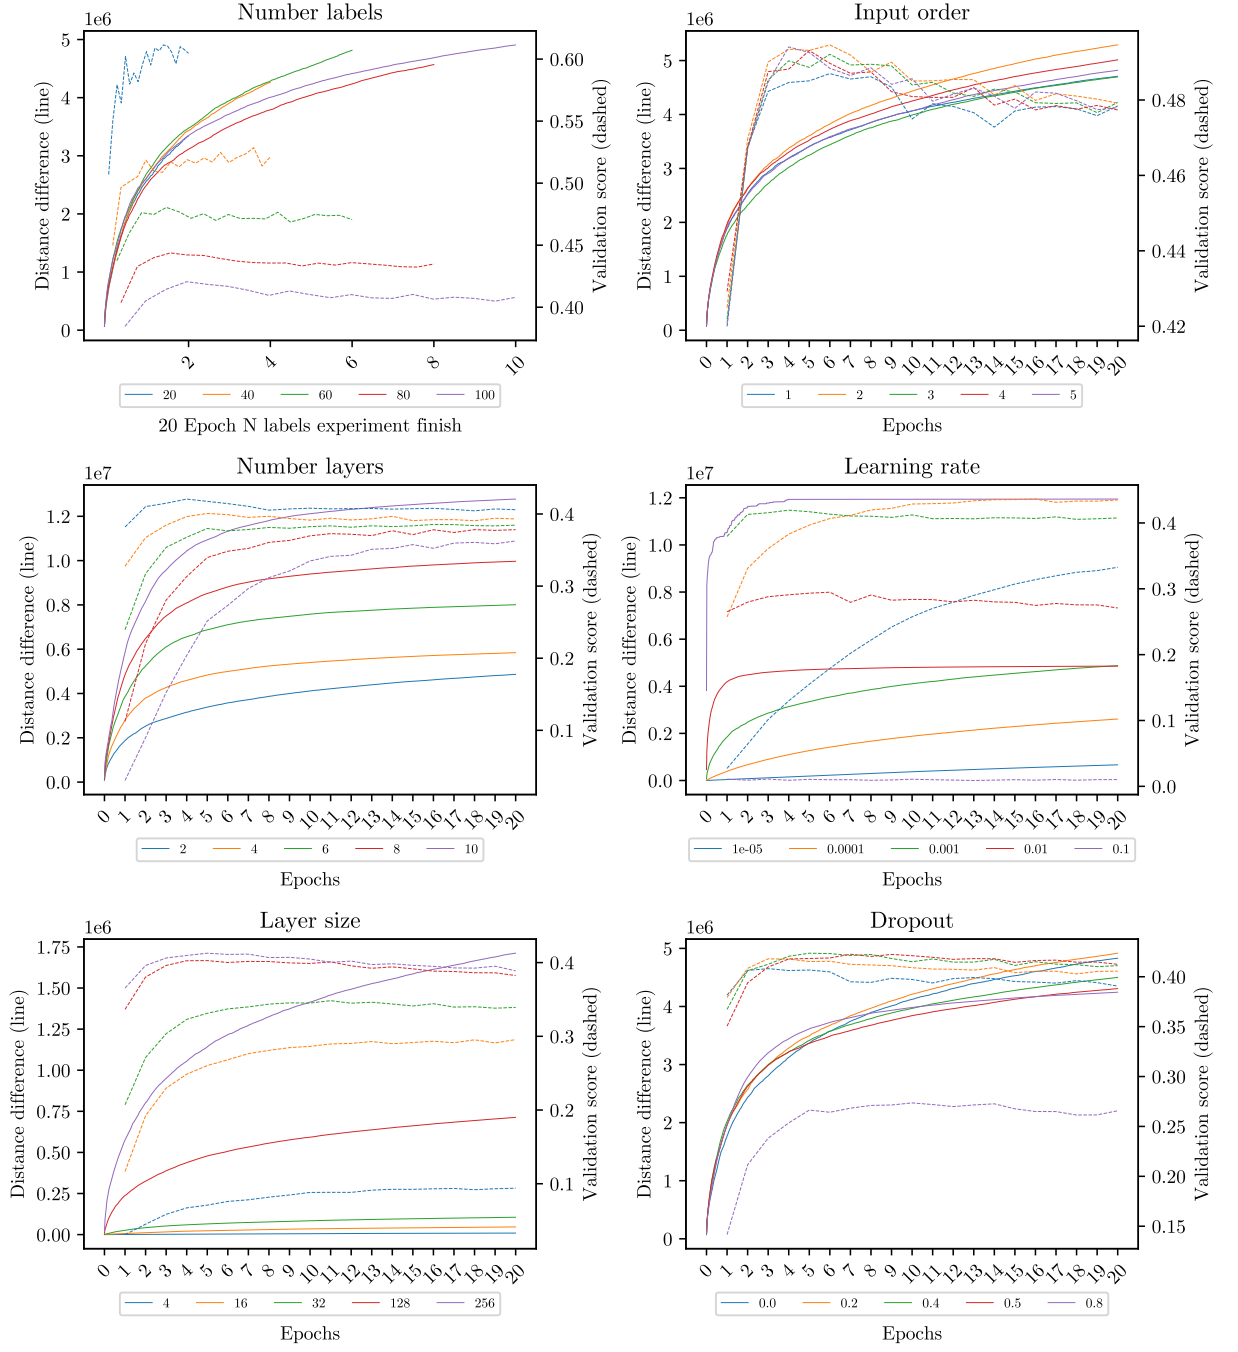 Number labels
1e6
Distance difference (line)
5
4
3
2
1
0
0.60
0.55
0.50
0.45
0.40
Validation score (dashed)
2 4 6 8 10
20 40 60 80 100
20 Epoch N labels experiment finish
Input order
1e6
Distance difference (line)
5
4
3
2
1
0
0.48
0.46
0.44
0.42
Validation score (dashed)
0 1 2 3 4 5 6 7 8 9 10 11 12 13 14 15 16 17 18 19 20
1 2 3 4 5
Epochs
Number layers
1e7
Distance difference (line)
1.2
1.0
0.8
0.6
0.4
0.2
0.0
0.4
0.3
0.2
0.1
Validation score (dashed)
0 1 2 3 4 5 6 7 8 9 10 11 12 13 14 15 16 17 18 19 20
2 4 6 8 10
Epochs
Learning rate
1e7
Distance difference (line)
1.2
1.0
0.8
0.6
0.4
0.2
0.0
0.4
0.3
0.2
0.1
0.0
Validation score (dashed)
0 1 2 3 4 5 6 7 8 9 10 11 12 13 14 15 16 17 18 19 20
1e-05 0.0001 0.001 0.01 0.1
Epochs
Layer size
1e6
Distance difference (line)
1.75
1.50
1.25
1.00
0.75
0.50
0.25
0.00
0.4
0.3
0.2
0.1
Validation score (dashed)
0 1 2 3 4 5 6 7 8 9 10 11 12 13 14 15 16 17 18 19 20
4 16 32 128 256
Epochs
Dropout
1e6
Distance difference (line)
5
4
3
2
1
0
0.40
0.35
0.30
0.25
0.20
0.15
Validation score (dashed)
0 1 2 3 4 5 6 7 8 9 10 11 12 13 14 15 16 17 18 19 20
0.0 0.2 0.4 0.5 0.8
Epochs